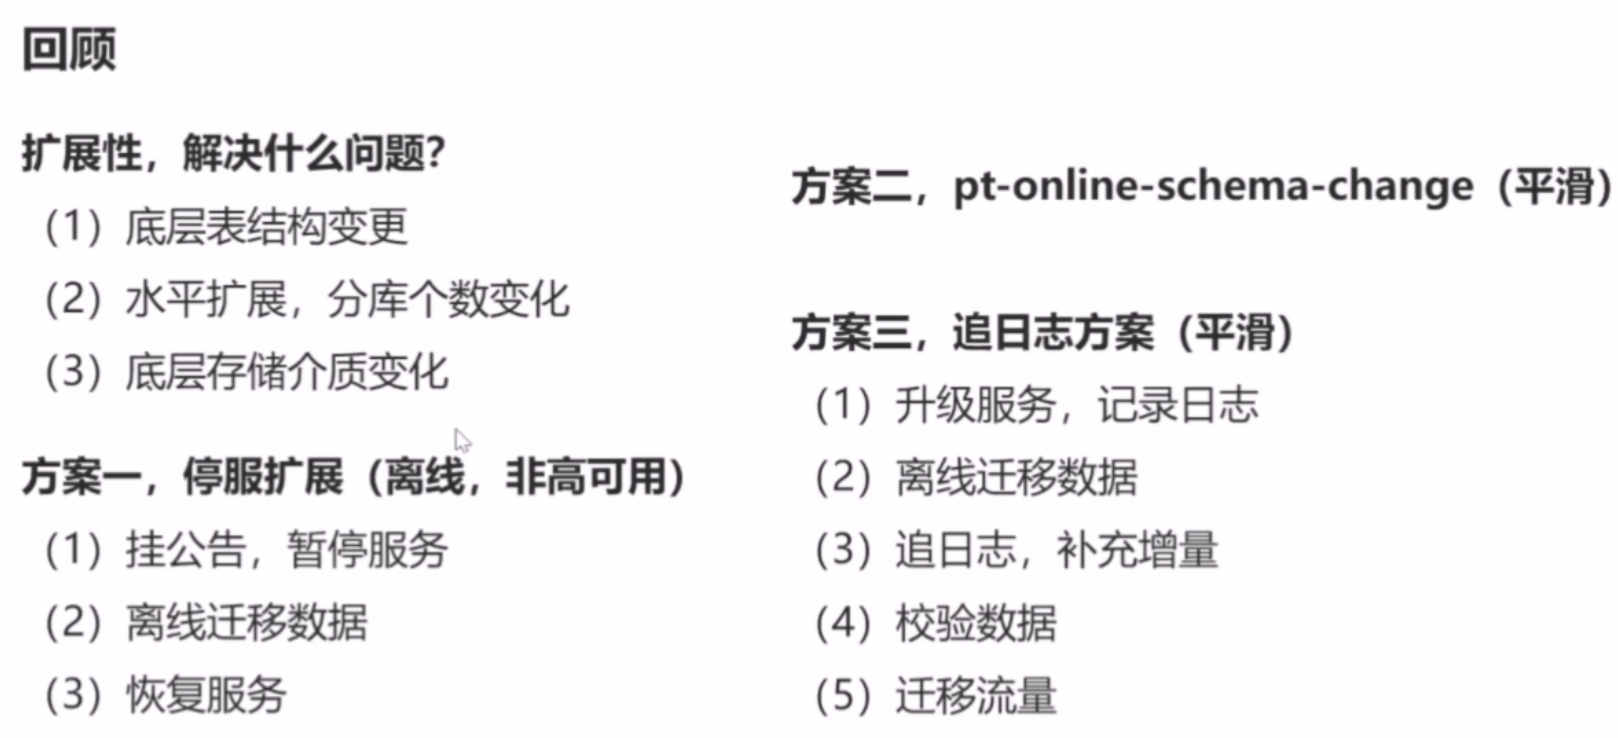 回顾
扩展性，解决什么问题？
（1）底层表结构变更
（2）水平扩展，分库个数变化
（3）底层存储介质变化
方案一，停服扩展（离线，非高可用）
（1）挂公告，暂停服务
（2）离线迁移数据
（3）恢复服务
方案二，pt-online-schema-change（平滑）
方案三，追日志方案（平滑）
（1）升级服务，记录日志
（2）离线迁移数据
（3）追日志，补充增量
（4）校验数据
（5）迁移流量